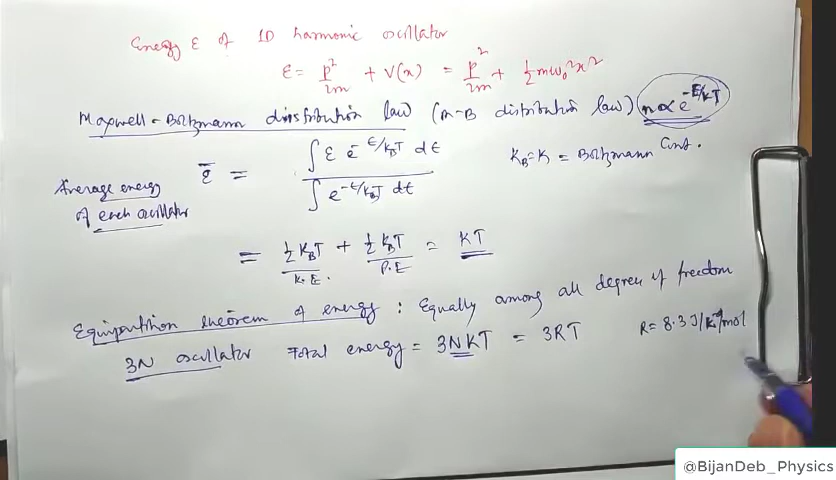 Energy ε of 1D harmonic oscillator
ε = p²/2m + V(x) = p²/2m + ½mω₀²x²
Maxwell-Boltzmann distribution law (M-B distribution law) n ∝ e^-E/kT
Average energy of each oscillator
ε̄ = ∫ε e^-ε/k_BT dε / ∫e^-ε/k_BT dε
K_B = K = Boltzmann Const.
= ½K_BT + ½K_BT = KT
K.E. P.E
Equipartition theorem of energy : Equally among all degree of freedom
3N oscillator Total energy = 3NKT = 3RT
R = 8.3 J/K/mol
@BijanDeb_Physics